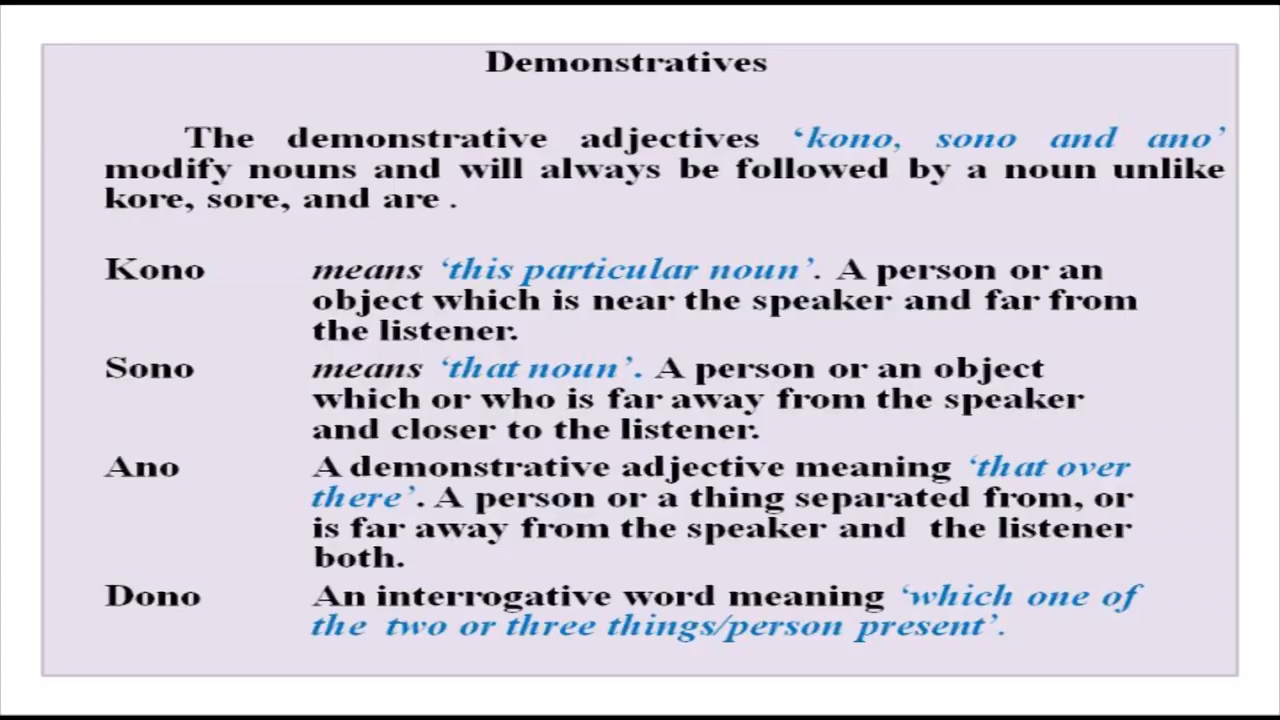 Demonstratives
The demonstrative adjectives ‘kono, sono and ano’
modify nouns and will always be followed by a noun unlike
kore, sore, and are .
Kono means ‘this particular noun’. A person or an
object which is near the speaker and far from
the listener.
Sono means ‘that noun’. A person or an object
which or who is far away from the speaker
and closer to the listener.
Ano A demonstrative adjective meaning ‘that over
there’. A person or a thing separated from, or
is far away from the speaker and the listener
both.
Dono An interrogative word meaning ‘which one of
the two or three things/person present’.